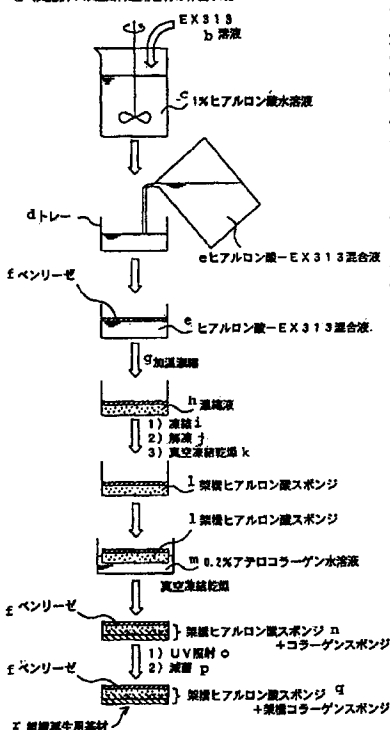 EX313
b 溶液
c 1%ヒアルロン酸水溶液
d トレー
e ヒアルロン酸-EX313混合液
f ベンリーゼ
e ヒアルロン酸-EX313混合液.
g 加温濃縮
h 濃縮液
1) 凍結 i
2) 解凍 j
3) 真空凍結乾燥 k
l 架橋ヒアルロン酸スポンジ
l 架橋ヒアルロン酸スポンジ
m 0.2%アテロコラーゲン水溶液
真空凍結乾燥
f ベンリーゼ
架橋ヒアルロン酸スポンジ n
+コラーゲンスポンジ
1) UV照射 o
2) 滅菌 p
f ベンリーゼ
架橋ヒアルロン酸スポンジ q
+架橋コラーゲンスポンジ
r 組織再生用基材